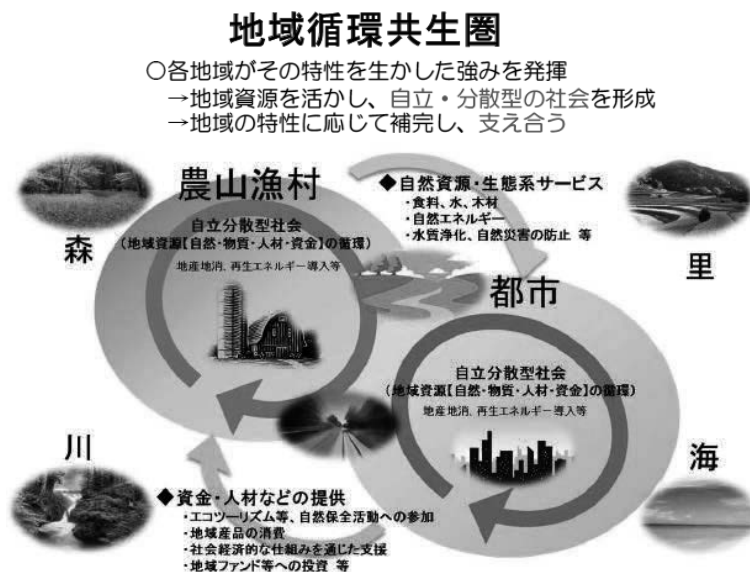 地域循環共生圏
○各地域がその特性を生かした強みを発揮
→地域資源を活かし、自立・分散型の社会を形成
→地域の特性に応じて補完し、支え合う
農山漁村
自立分散型社会
(地域資源【自然・物質・人材・資金】の循環)
地産地消、再生エネルギー導入等
◆自然資源・生態系サービス
・食料、水、木材
・自然エネルギー
・水質浄化、自然災害の防止 等
森
里
都市
自立分散型社会
(地域資源【自然・物質・人材・資金】の循環)
地産地消、再生エネルギー導入等
川
海
◆資金・人材などの提供
・エコツーリズム等、自然保全活動への参加
・地域産品の消費
・社会経済的な仕組みを通じた支援
・地域ファンド等への投資 等